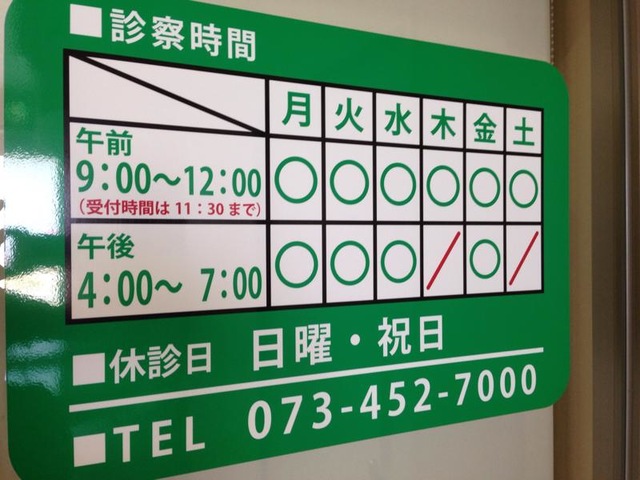 ■診察時間
月 火 水 木 金 土
午前
9：00～12：00 ○ ○ ○ ○ ○ ○
（受付時間は11：30まで）
午後
4：00～ 7：00 ○ ○ ○ / ○ /
■休診日 日曜・祝日
■TEL 073-452-7000